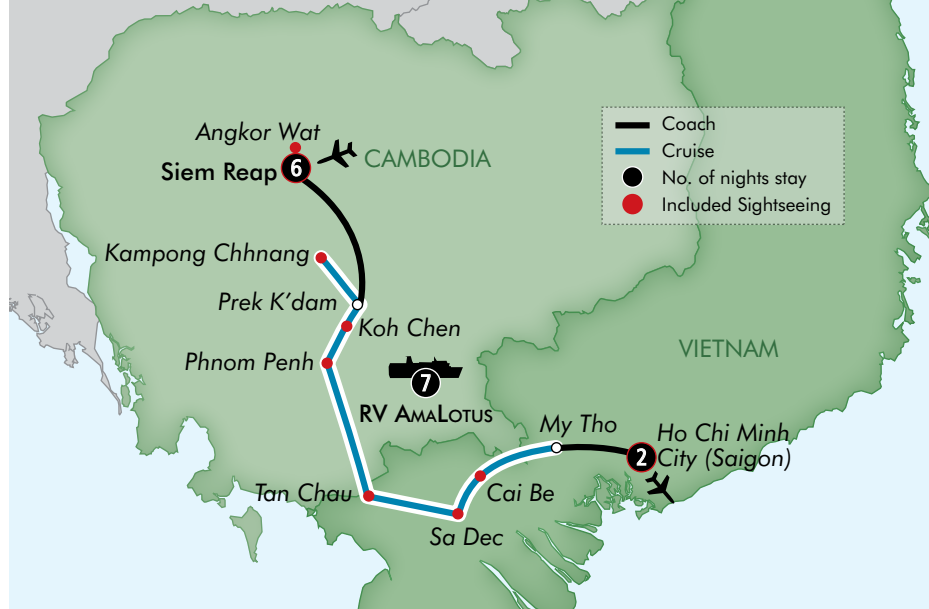 Angkor Wat
Siem Reap
6
CAMBODIA
Coach
Cruise
No. of nights stay
Included Sightseeing
Kampong Chhnang
Prek K’dam
Koh Chen
Phnom Penh
VIETNAM
7
RV AMALOTUS
My Tho
Ho Chi Minh
City (Saigon)
2
Tan Chau
Cai Be
Sa Dec